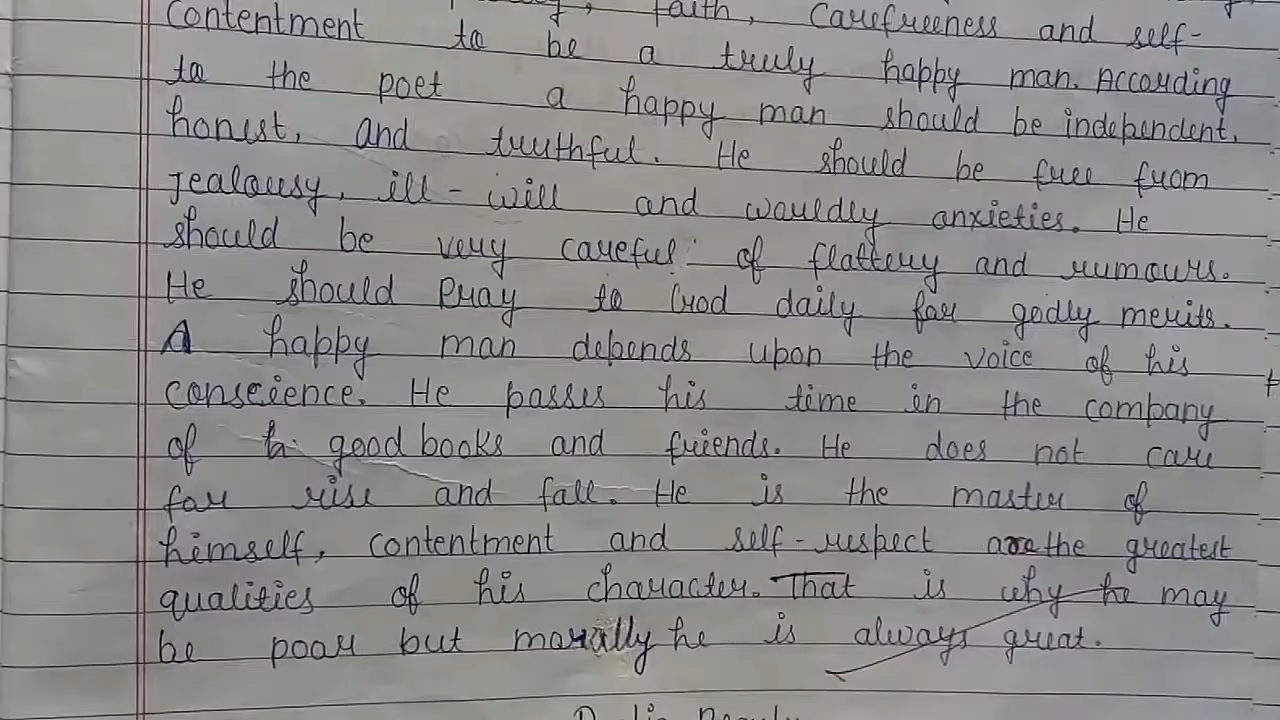 faith, carefreeness and self-
contentment to be a truly happy man. According
to the poet a happy man should be independent,
honest, and truthful. He should be free from
jealousy, ill-will and worldly anxieties. He
should be very careful of flattery and rumours.
He should Pray to God daily for godly merits.
A happy man depends upon the voice of his
conscience. He passes his time in the company
of good books and friends. He does not care
for rise and fall. He is the master of
himself, contentment and self-respect are the greatest
qualities of his character. That is why he may
be poor but morally he is always great.